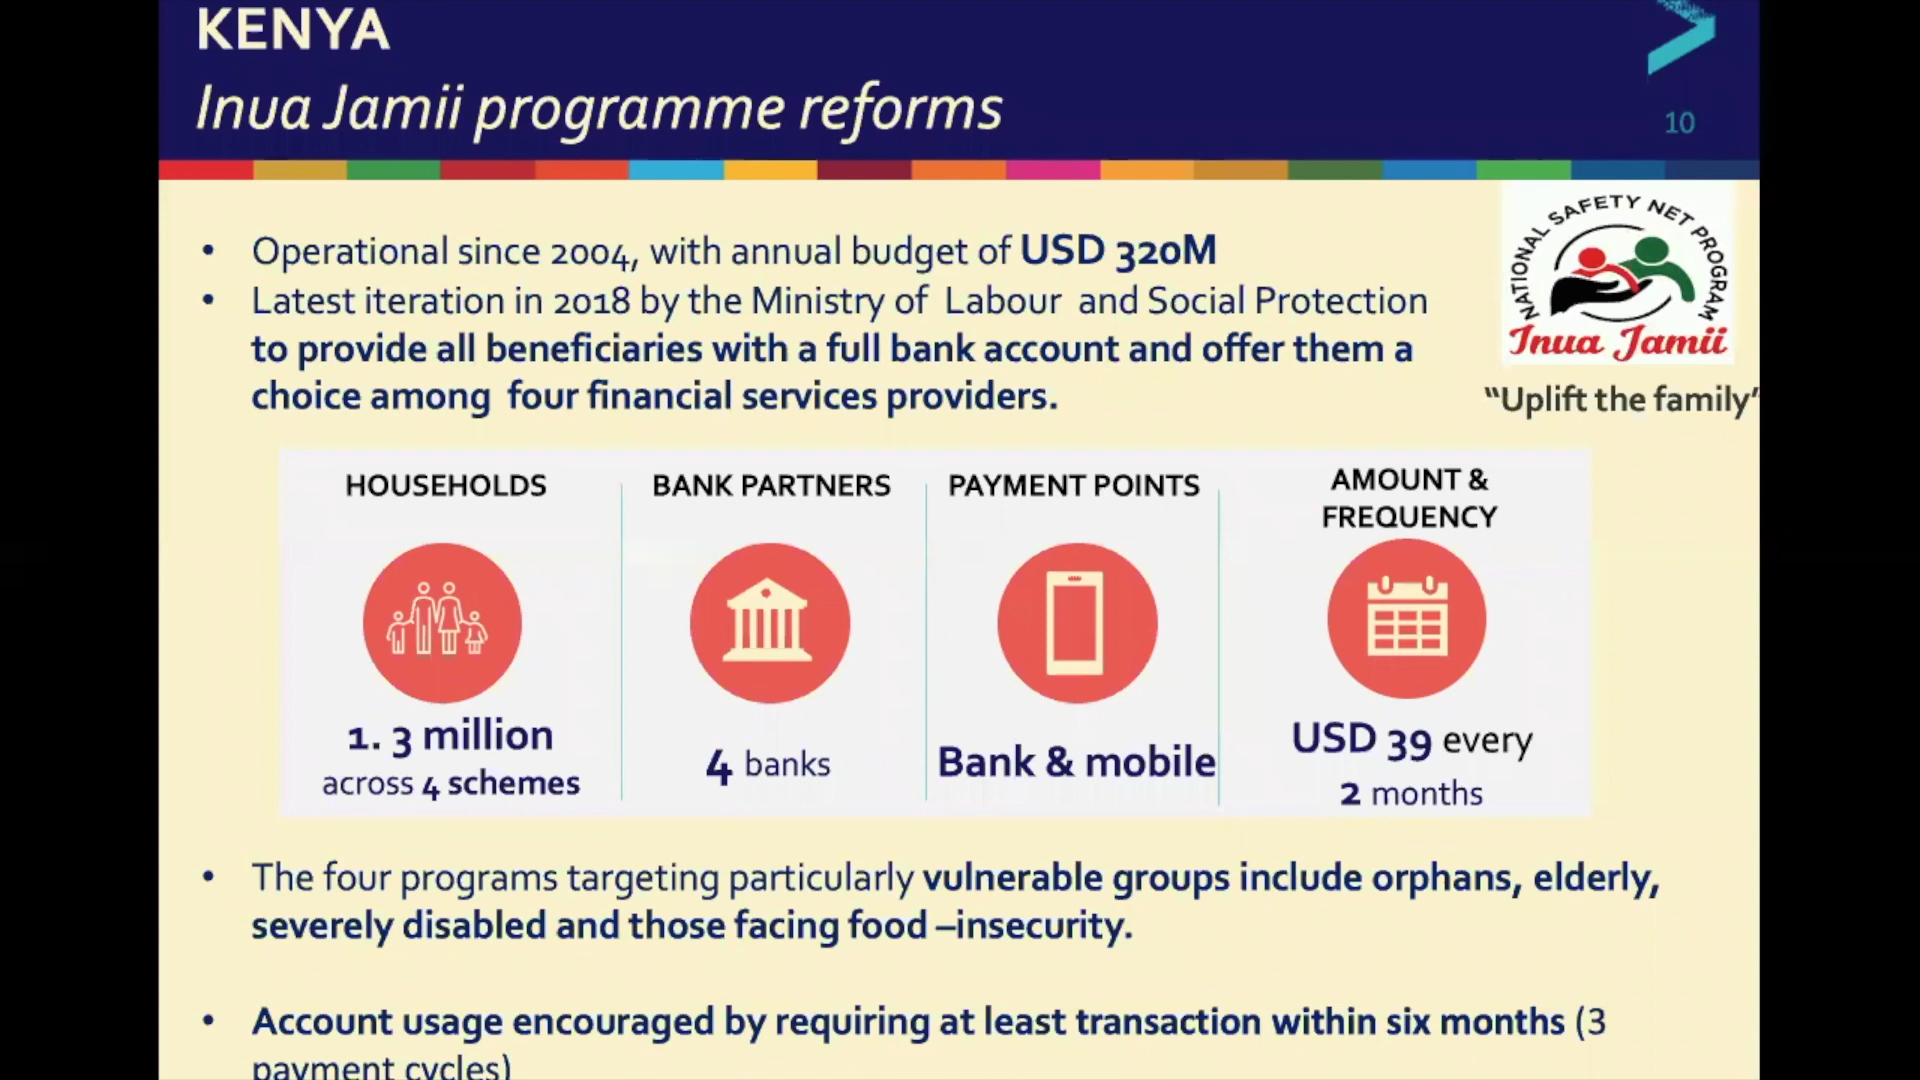 KENYA
Inua Jamii programme reforms
10
• Operational since 2004, with annual budget of USD 320M
• Latest iteration in 2018 by the Ministry of Labour and Social Protection
to provide all beneficiaries with a full bank account and offer them a
choice among four financial services providers.
NATIONAL SAFETY NET PROGRAM
Inua Jamii
“Uplift the family”
HOUSEHOLDS
1. 3 million
across 4 schemes
BANK PARTNERS
4 banks
PAYMENT POINTS
Bank & mobile
AMOUNT &
FREQUENCY
USD 39 every
2 months
• The four programs targeting particularly vulnerable groups include orphans, elderly,
severely disabled and those facing food –insecurity.
• Account usage encouraged by requiring at least transaction within six months (3
payment cycles)